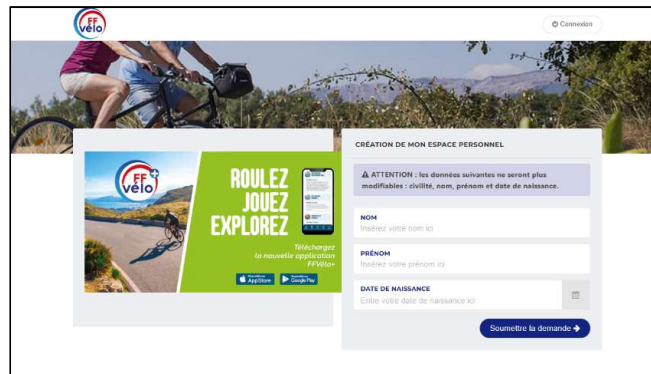 FF
vélo
Connexion
CRÉATION DE MON ESPACE PERSONNEL
ATTENTION : les données suivantes ne seront plus
modifiables : civilité, nom, prénom et date de naissance.
FF+
vélo
ROULEZ
JOUEZ
EXPLOREZ
Téléchargez
la nouvelle application
FFVélo+
App Store
Google Play
NOM
Insérez votre nom ici
PRÉNOM
Insérez votre prénom ici
DATE DE NAISSANCE
Entre votre date de naissance ici
Soumettre la demande